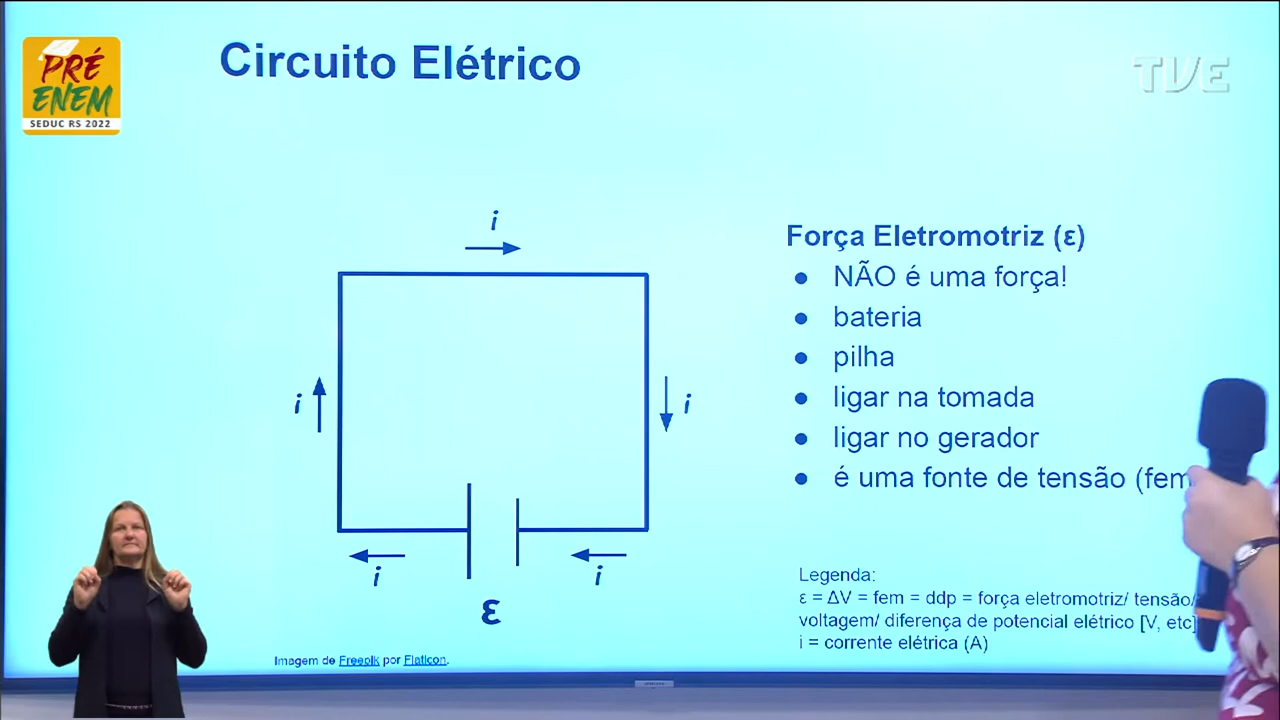 PRÉ
ENEM
SEDUC RS 2022
Circuito Elétrico
TVE
i
i
i
i
i
ε
Força Eletromotriz (ε)
● NÃO é uma força!
● bateria
● pilha
● ligar na tomada
● ligar no gerador
● é uma fonte de tensão (fem
Legenda:
ε = ΔV = fem = ddp = força eletromotriz/ tensão/
voltagem/ diferença de potencial elétrico [V, etc]
i = corrente elétrica (A)
Imagem de Freepik por Flaticon.